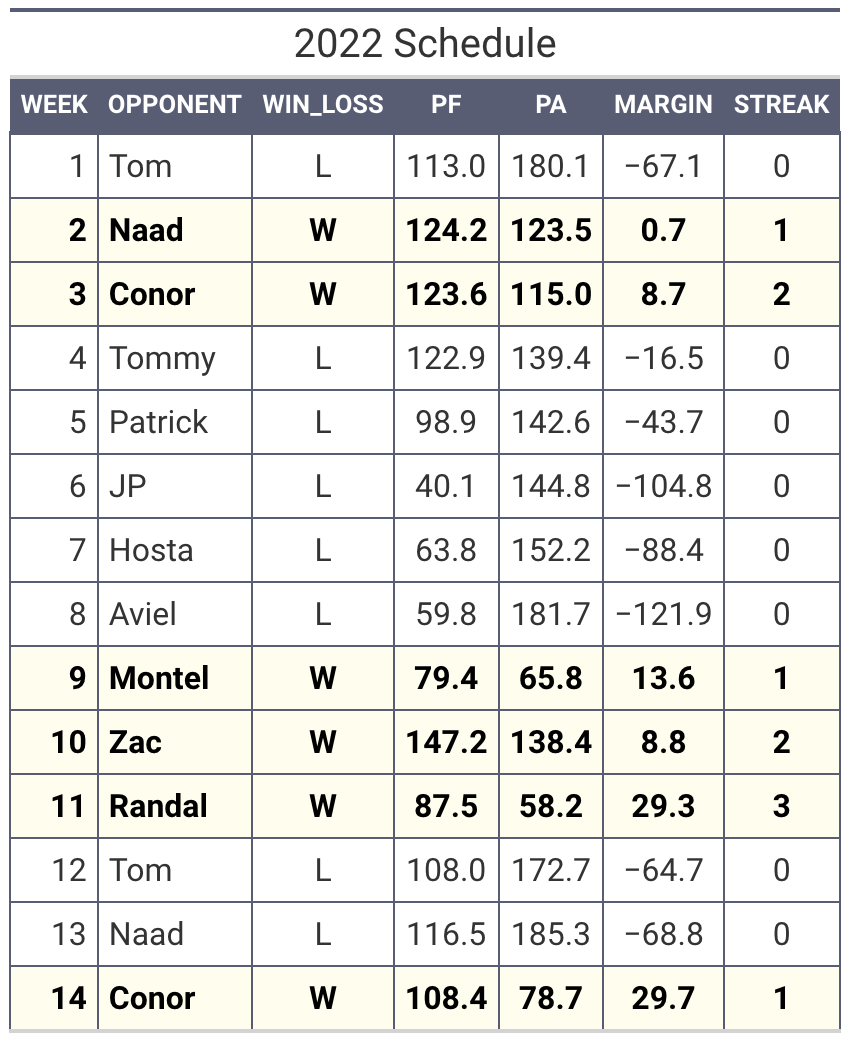 2022 Schedule
WEEK OPPONENT WIN_LOSS PF PA MARGIN STREAK
1 Tom L 113.0 180.1 −67.1 0
2 Naad W 124.2 123.5 0.7 1
3 Conor W 123.6 115.0 8.7 2
4 Tommy L 122.9 139.4 −16.5 0
5 Patrick L 98.9 142.6 −43.7 0
6 JP L 40.1 144.8 −104.8 0
7 Hosta L 63.8 152.2 −88.4 0
8 Aviel L 59.8 181.7 −121.9 0
9 Montel W 79.4 65.8 13.6 1
10 Zac W 147.2 138.4 8.8 2
11 Randal W 87.5 58.2 29.3 3
12 Tom L 108.0 172.7 −64.7 0
13 Naad L 116.5 185.3 −68.8 0
14 Conor W 108.4 78.7 29.7 1